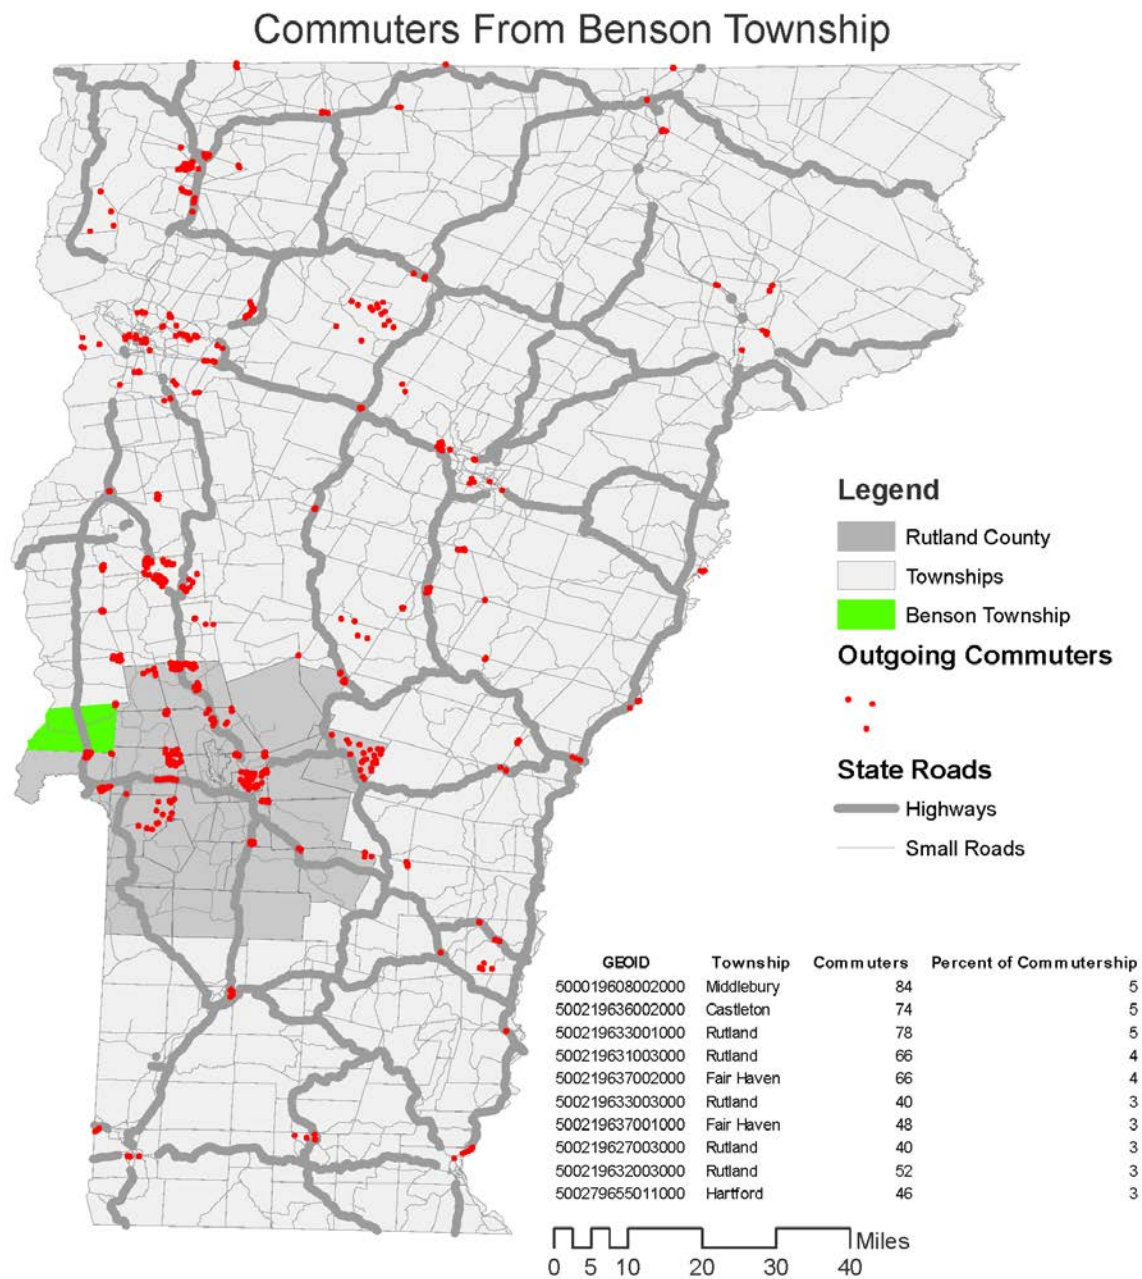 Commuters From Benson Township
Legend
Rutland County
Townships
Benson Township
Outgoing Commuters
State Roads
Highways
Small Roads
GEOID Township Commuters Percent of Commutership
500019608002000 Middlebury 84 5
500219636002000 Castleton 74 5
500219633001000 Rutland 78 5
500219631003000 Rutland 66 4
500219637002000 Fair Haven 66 4
500219633003000 Rutland 40 3
500219637001000 Fair Haven 48 3
500219627003000 Rutland 40 3
500219632003000 Rutland 52 3
500279655011000 Hartford 46 3
Miles
0 5 10 20 30 40